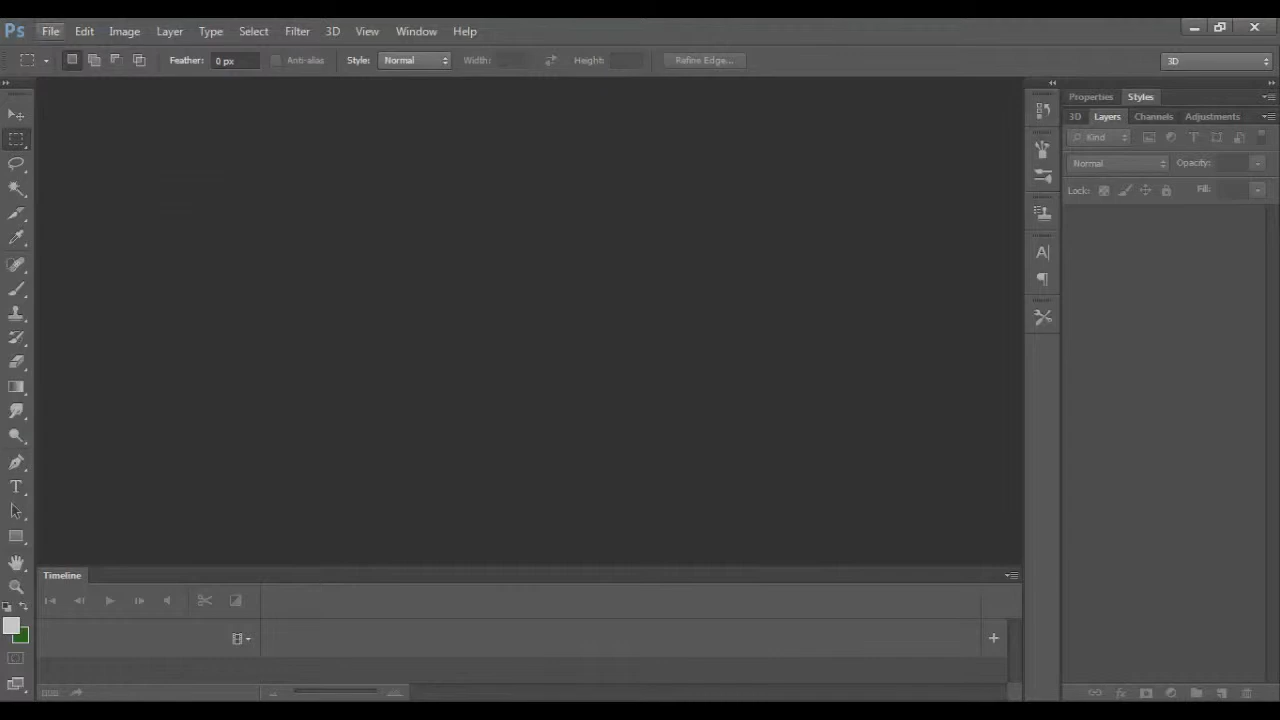 Ps File Edit Image Layer Type Select Filter 3D View Window Help
Feather: 0 px Anti-alias Style: Normal Width: Height: Refine Edge... 3D
Properties Styles
3D Layers Channels Adjustments
Kind
Normal Opacity:
Lock: Fill:
Timeline